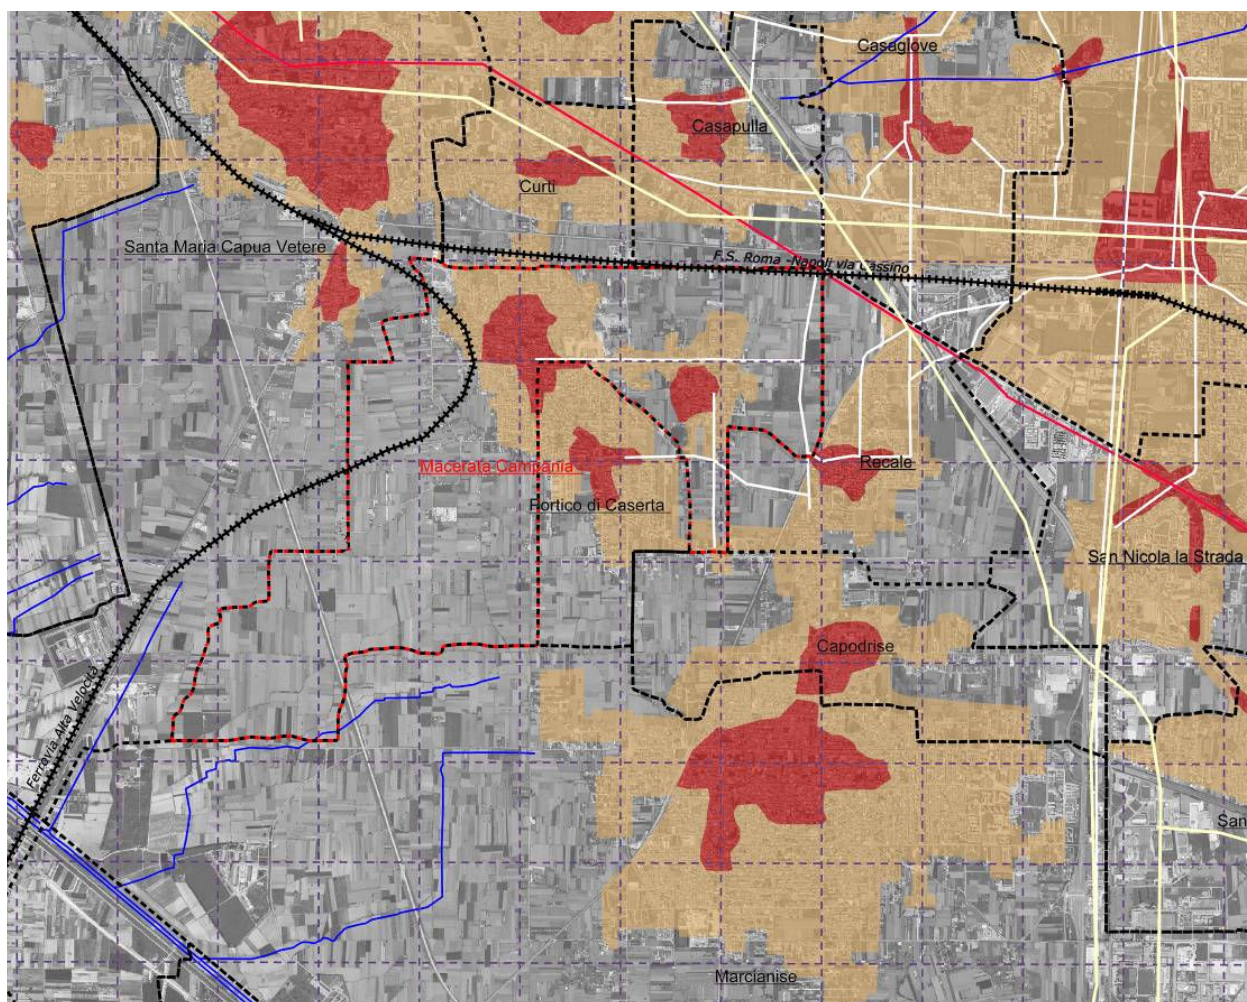 Casaglove
Casapulla
Curti
Santa Maria Capua Vetere
F.S. Roma -Napoli via Cassino
Macerata Campania
Recale
Portico di Caserta
San Nicola la Strada
Capodrise
Ferrovia Alta Velocità
San
Marcianise